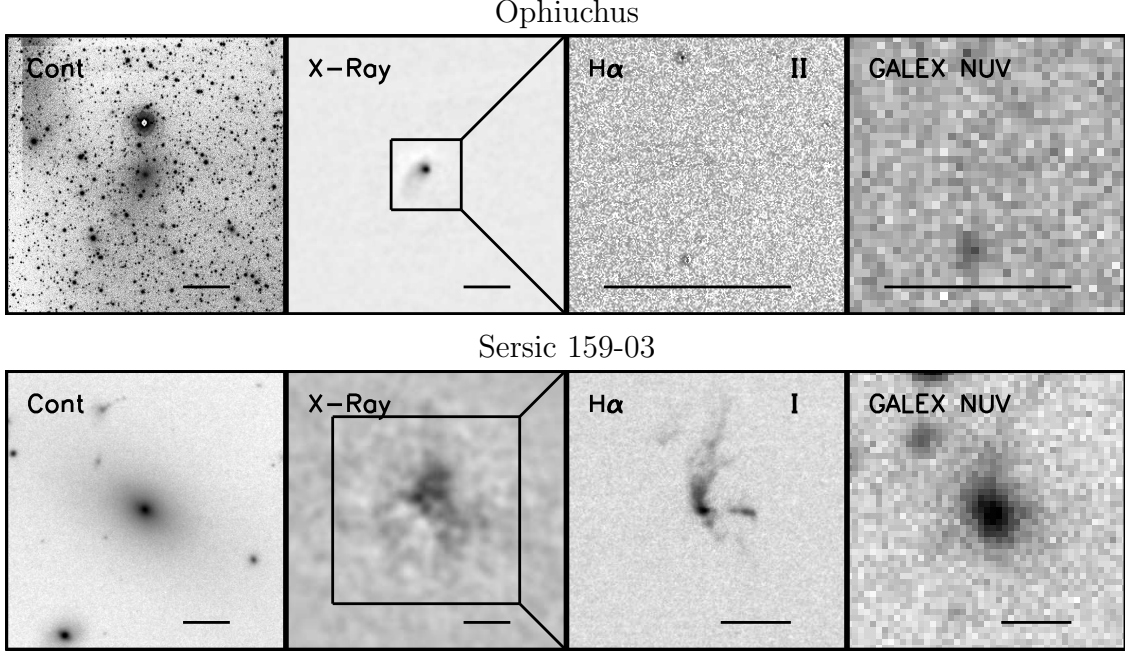 Ophiuchus
Cont
X-Ray
Hα
II
GALEX NUV
Sersic 159-03
Cont
X-Ray
Hα
I
GALEX NUV